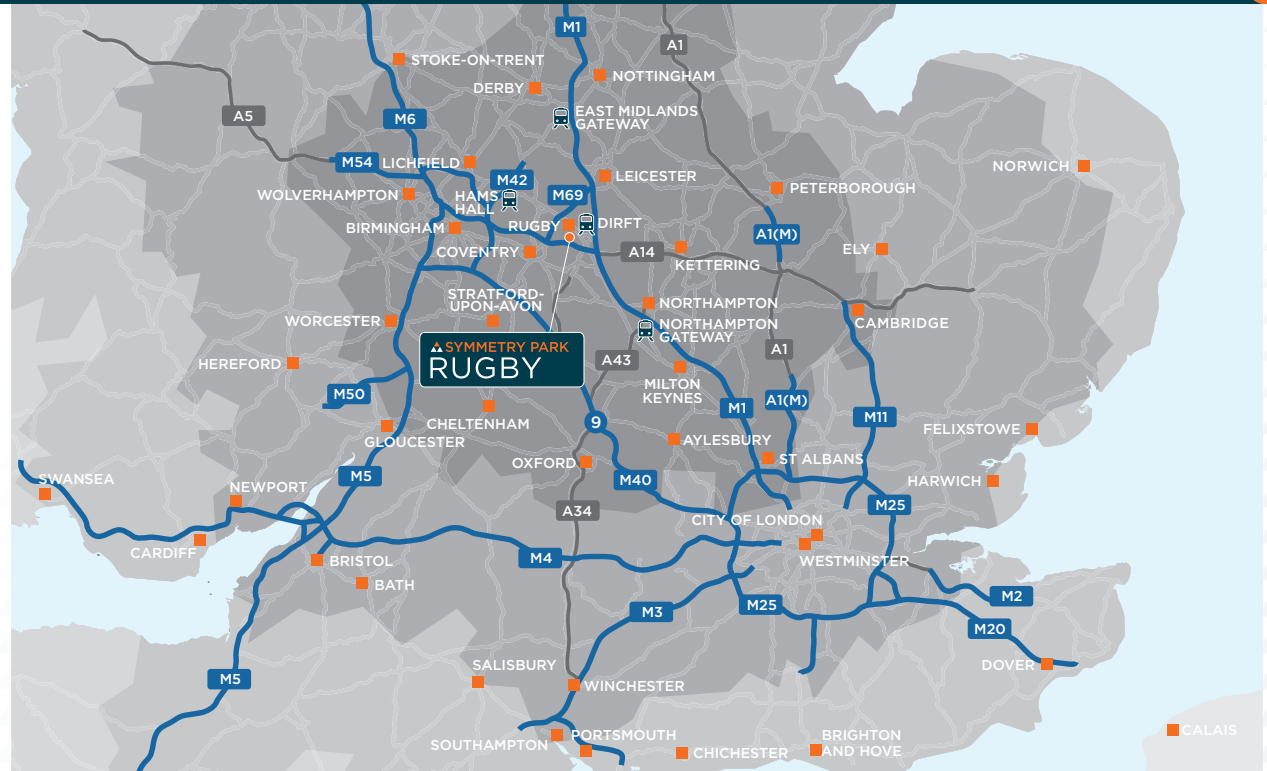 M1
A1
STOKE-ON-TRENT
NOTTINGHAM
DERBY
EAST MIDLANDS
GATEWAY
A5
M6
M54
LICHFIELD
M42
LEICESTER
NORWICH
WOLVERHAMPTON
HAMS
HALL
M69
PETERBOROUGH
BIRMINGHAM
RUGBY
DIRFT
A1(M)
COVENTRY
A14
KETTERING
ELY
STRATFORD-
UPON-AVON
NORTHAMPTON
WORCESTER
NORTHAMPTON
GATEWAY
CAMBRIDGE
SYMMETRY PARK
RUGBY
HEREFORD
A43
A1
M50
MILTON
KEYNES
A1(M)
CHELTENHAM
M1
M11
GLOUCESTER
9
AYLESBURY
FELIXSTOWE
OXFORD
ST ALBANS
SWANSEA
M5
M40
HARWICH
NEWPORT
A34
M25
CITY OF LONDON
CARDIFF
BRISTOL
M4
WESTMINSTER
BATH
M3
M25
M2
M20
SALISBURY
DOVER
M5
WINCHESTER
SOUTHAMPTON
PORTSMOUTH
CHICHESTER
BRIGHTON
AND HOVE
CALAIS